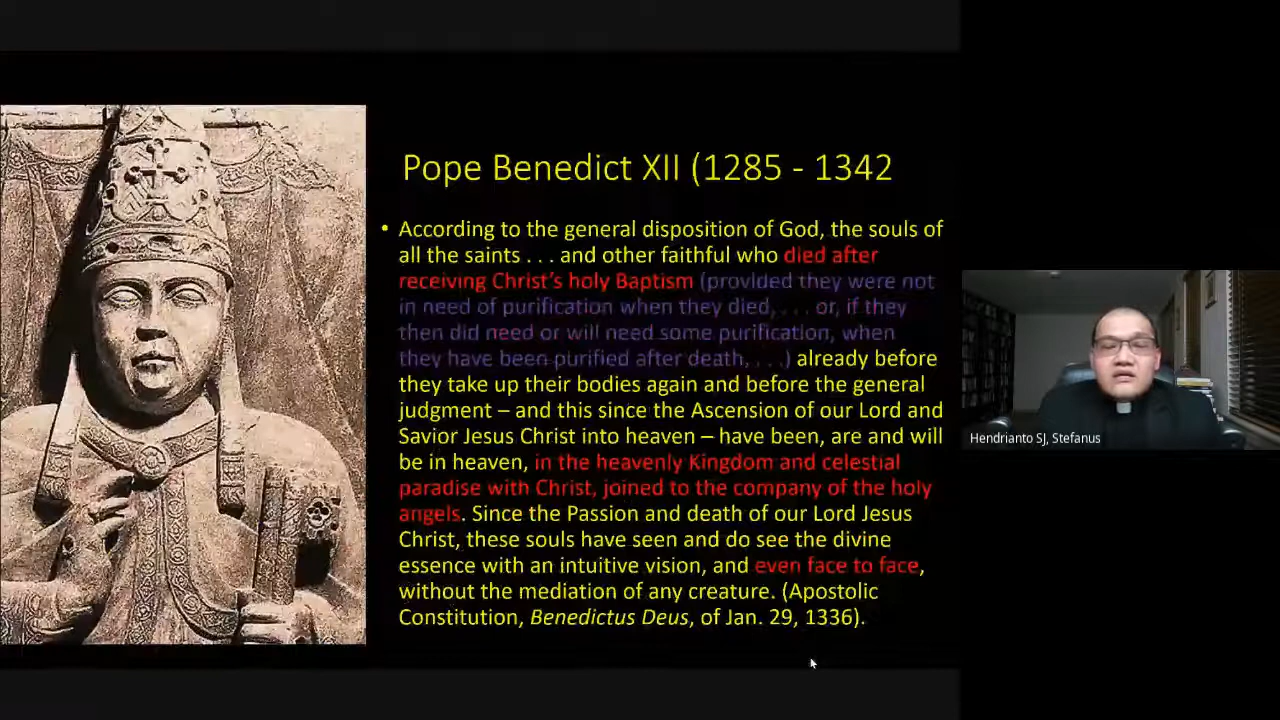 Pope Benedict XII (1285 - 1342
• According to the general disposition of God, the souls of
all the saints . . . and other faithful who died after
receiving Christ’s holy Baptism (provided they were not
in need of purification when they died, . . . or, if they
then did need or will need some purification, when
they have been purified after death, . . .) already before
they take up their bodies again and before the general
judgment – and this since the Ascension of our Lord and
Savior Jesus Christ into heaven – have been, are and will
be in heaven, in the heavenly Kingdom and celestial
paradise with Christ, joined to the company of the holy
angels. Since the Passion and death of our Lord Jesus
Christ, these souls have seen and do see the divine
essence with an intuitive vision, and even face to face,
without the mediation of any creature. (Apostolic
Constitution, Benedictus Deus, of Jan. 29, 1336).
Hendrianto SJ, Stefanus